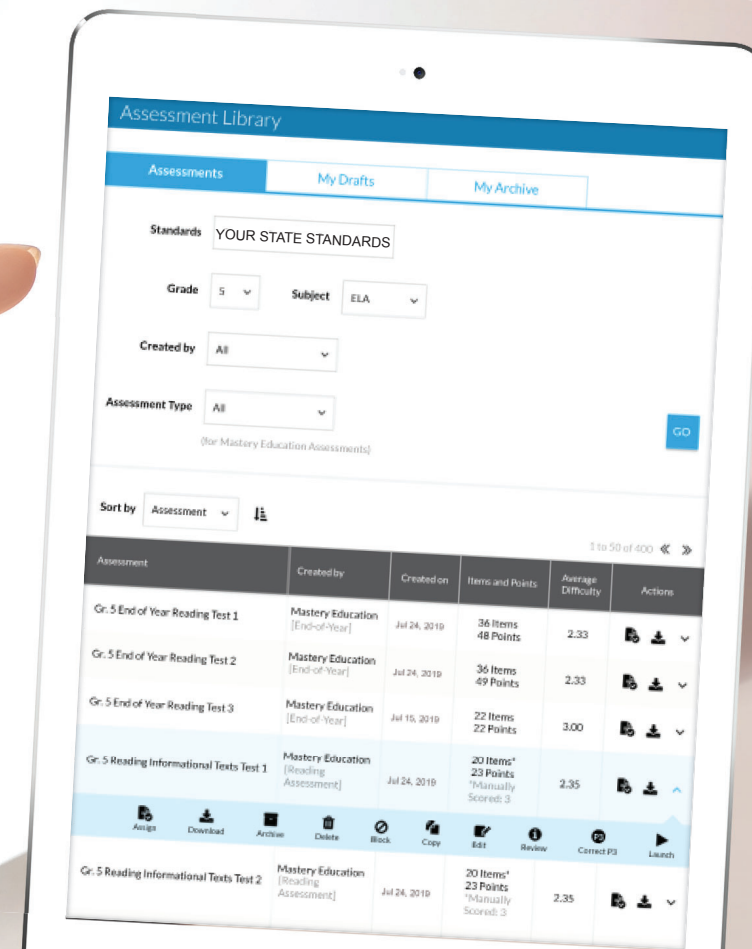 Assessment Library
Assessments My Drafts My Archive
Standards YOUR STATE STANDARDS
Grade 5 Subject ELA
Created by All
Assessment Type All
GO
(for Mastery Education Assessments)
Sort by Assessment
1 to 50 of 400
Assessment Created by Created on Items and Points Average Difficulty Actions
Gr. 5 End of Year Reading Test 1 Mastery Education Jul 24, 2019 36 Items 2.33
[End-of-Year] 48 Points
Gr. 5 End of Year Reading Test 2 Mastery Education Jul 24, 2019 36 Items 2.33
[End-of-Year] 49 Points
Gr. 5 End of Year Reading Test 3 Mastery Education Jul 15, 2019 22 Items 3.00
[End-of-Year] 22 Points
Gr. 5 Reading Informational Texts Test 1 Mastery Education Jul 24, 2019 20 Items* 2.35
[Reading 23 Points
Assessment] *Manually
Scored: 3
Assign Download Archive Delete Block Copy Edit Review Correct P3 Launch
Gr. 5 Reading Informational Texts Test 2 Mastery Education Jul 24, 2019 20 Items* 2.35
[Reading 23 Points
Assessment] *Manually
Scored: 3